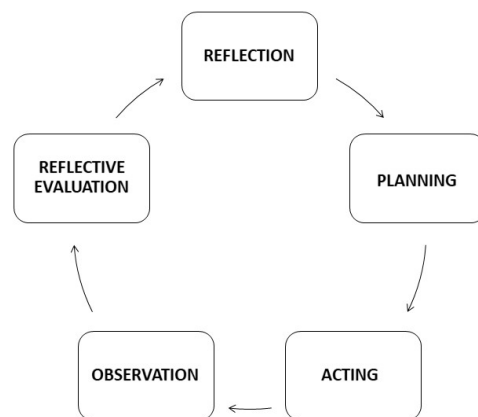 REFLECTION
PLANNING
ACTING
OBSERVATION
REFLECTIVE
EVALUATION